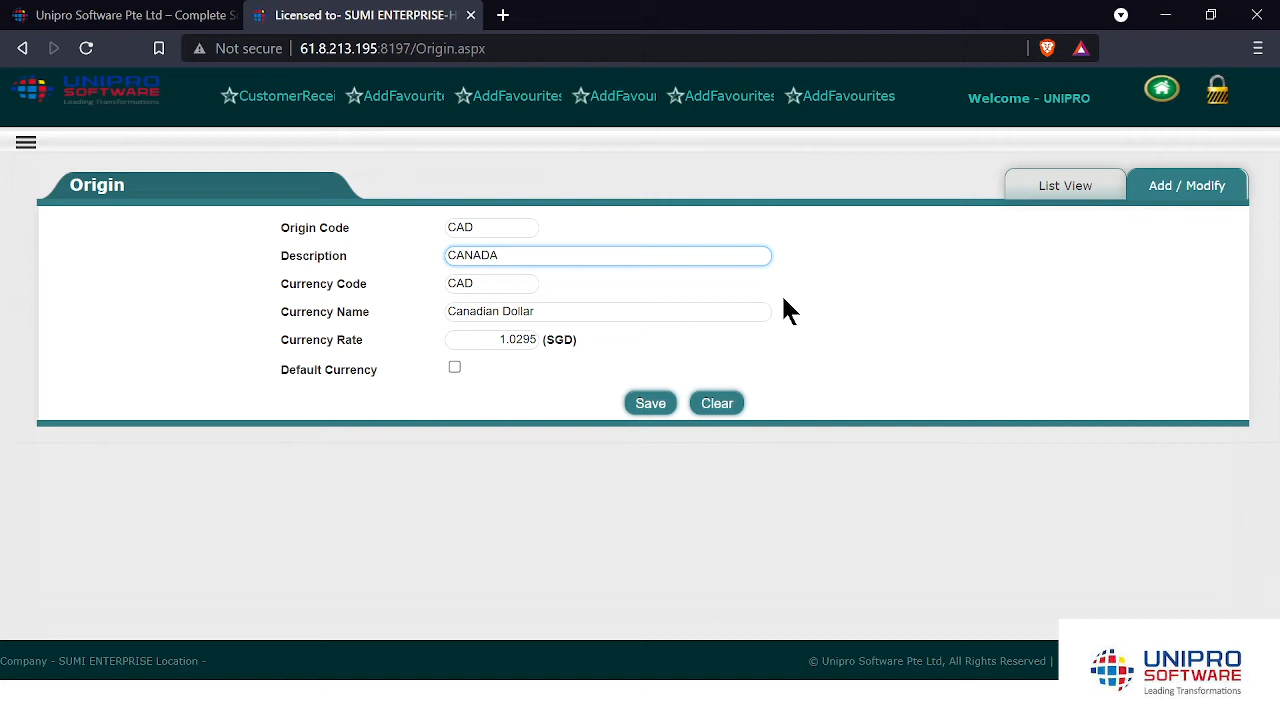 Unipro Software Pte Ltd – Complete S
Licensed to- SUMI ENTERPRISE-H
Not secure
61.8.213.195:8197/Origin.aspx
UNIPRO
SOFTWARE
Leading Transformations
CustomerRecei
AddFavourite
AddFavourites
AddFavour
AddFavourites
AddFavourites
Welcome - UNIPRO
Origin
List View
Add / Modify
Origin Code CAD
Description CANADA
Currency Code CAD
Currency Name Canadian Dollar
Currency Rate 1.0295 (SGD)
Default Currency
Save Clear
Company - SUMI ENTERPRISE Location -
© Unipro Software Pte Ltd, All Rights Reserved |
UNIPRO
SOFTWARE
Leading Transformations